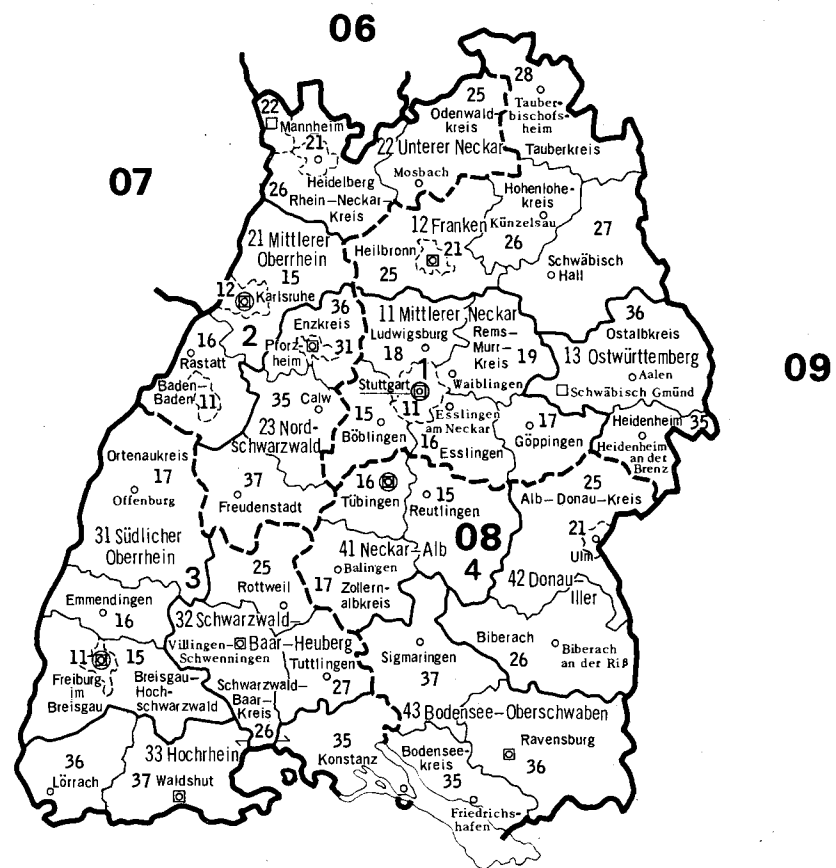 06
07
09
08
28
Tauber-
bischofs-
heim
Tauberkreis
25
Odenwald-
kreis
22 Unterer Neckar
Mosbach
22
Mannheim
21
Heidelberg
26
Rhein-Neckar-
Kreis
Hohenlohe-
kreis
Künzelsau
26
27
Schwäbisch
Hall
12 Franken
Heilbronn
21
25
21 Mittlerer
Oberrhein
15
12
Karlsruhe
36
Enzkreis
2
Pforz-
heim
31
16
Rastatt
Baden-
Baden
11
35
Calw
23 Nord-
schwarzwald
37
Freudenstadt
11 Mittlerer Neckar
Ludwigsburg
18
Rems-
Murr-
Kreis
19
1
Waiblingen
Stuttgart
11
15
Böblingen
Esslingen
am Neckar
16
Esslingen
17
Göppingen
36
Ostalbkreis
13 Ostwürttemberg
Aalen
Schwäbisch Gmünd
Heidenheim
35
Heidenheim
an der
Brenz
Ortenaukreis
17
Offenburg
31 Südlicher
Oberrhein
3
16
Tübingen
15
Reutlingen
25
Alb-Donau-Kreis
21
Ulm
41 Neckar-Alb
4
Balingen
17
Zollern-
albkreis
42 Donau-
Iller
25
Rottweil
Emmendingen
16
32 Schwarzwald-
Baar-Heuberg
Villingen-
Schwenningen
Tuttlingen
27
Schwarzwald-
Baar-
Kreis
26
11
15
Freiburg
im
Breisgau
Breisgau-
Hoch-
schwarzwald
Sigmaringen
37
Biberach
26
Biberach
an der Riß
43 Bodensee-Oberschwaben
Ravensburg
36
Bodensee-
kreis
35
Friedrichs-
hafen
35
Konstanz
36
Lörrach
33 Hochrhein
37 Waldshut